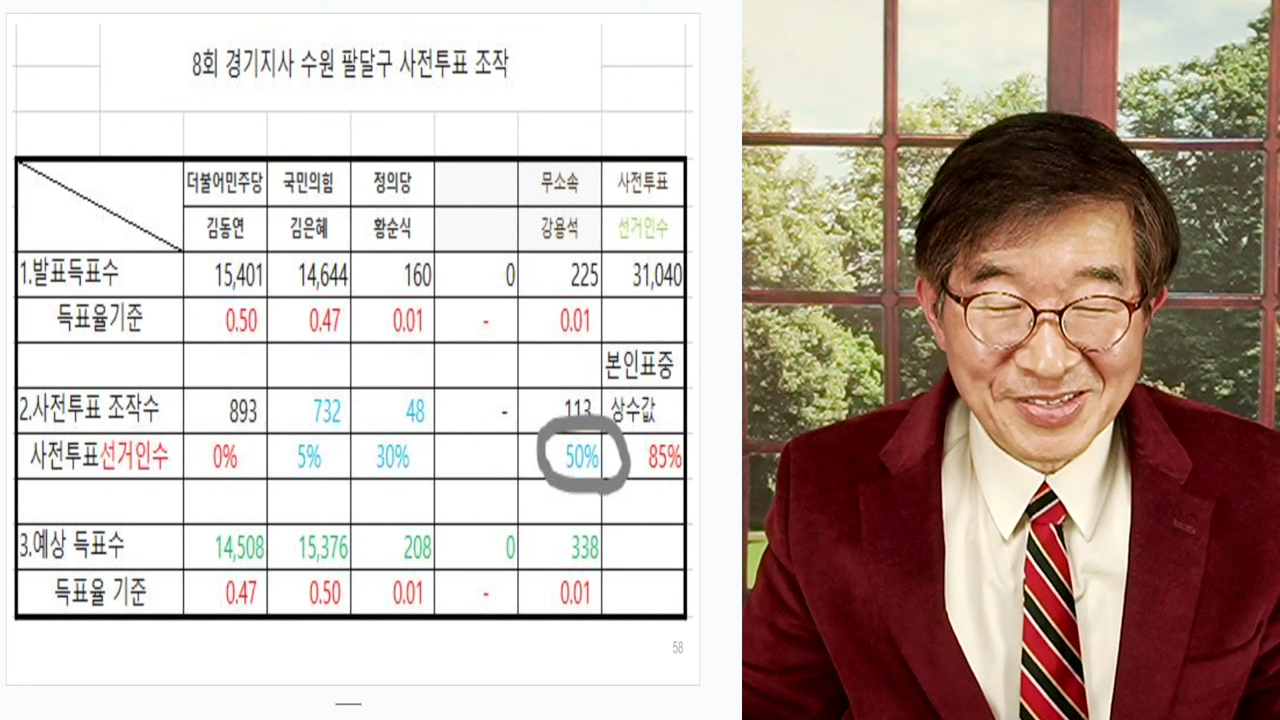 8회 경기지사 수원 팔달구 사전투표 조작
더불어민주당 국민의힘 정의당 무소속 사전투표
김동연 김은혜 황순식 강용석 선거인수
1.발표득표수 15,401 14,644 160 0 225 31,040
득표율기준 0.50 0.47 0.01 - 0.01
본인표중
2.사전투표 조작수 893 732 48 - 113 상수값
사전투표선거인수 0% 5% 30% 50% 85%
3.예상 득표수 14,508 15,376 208 0 338
득표율 기준 0.47 0.50 0.01 - 0.01
58